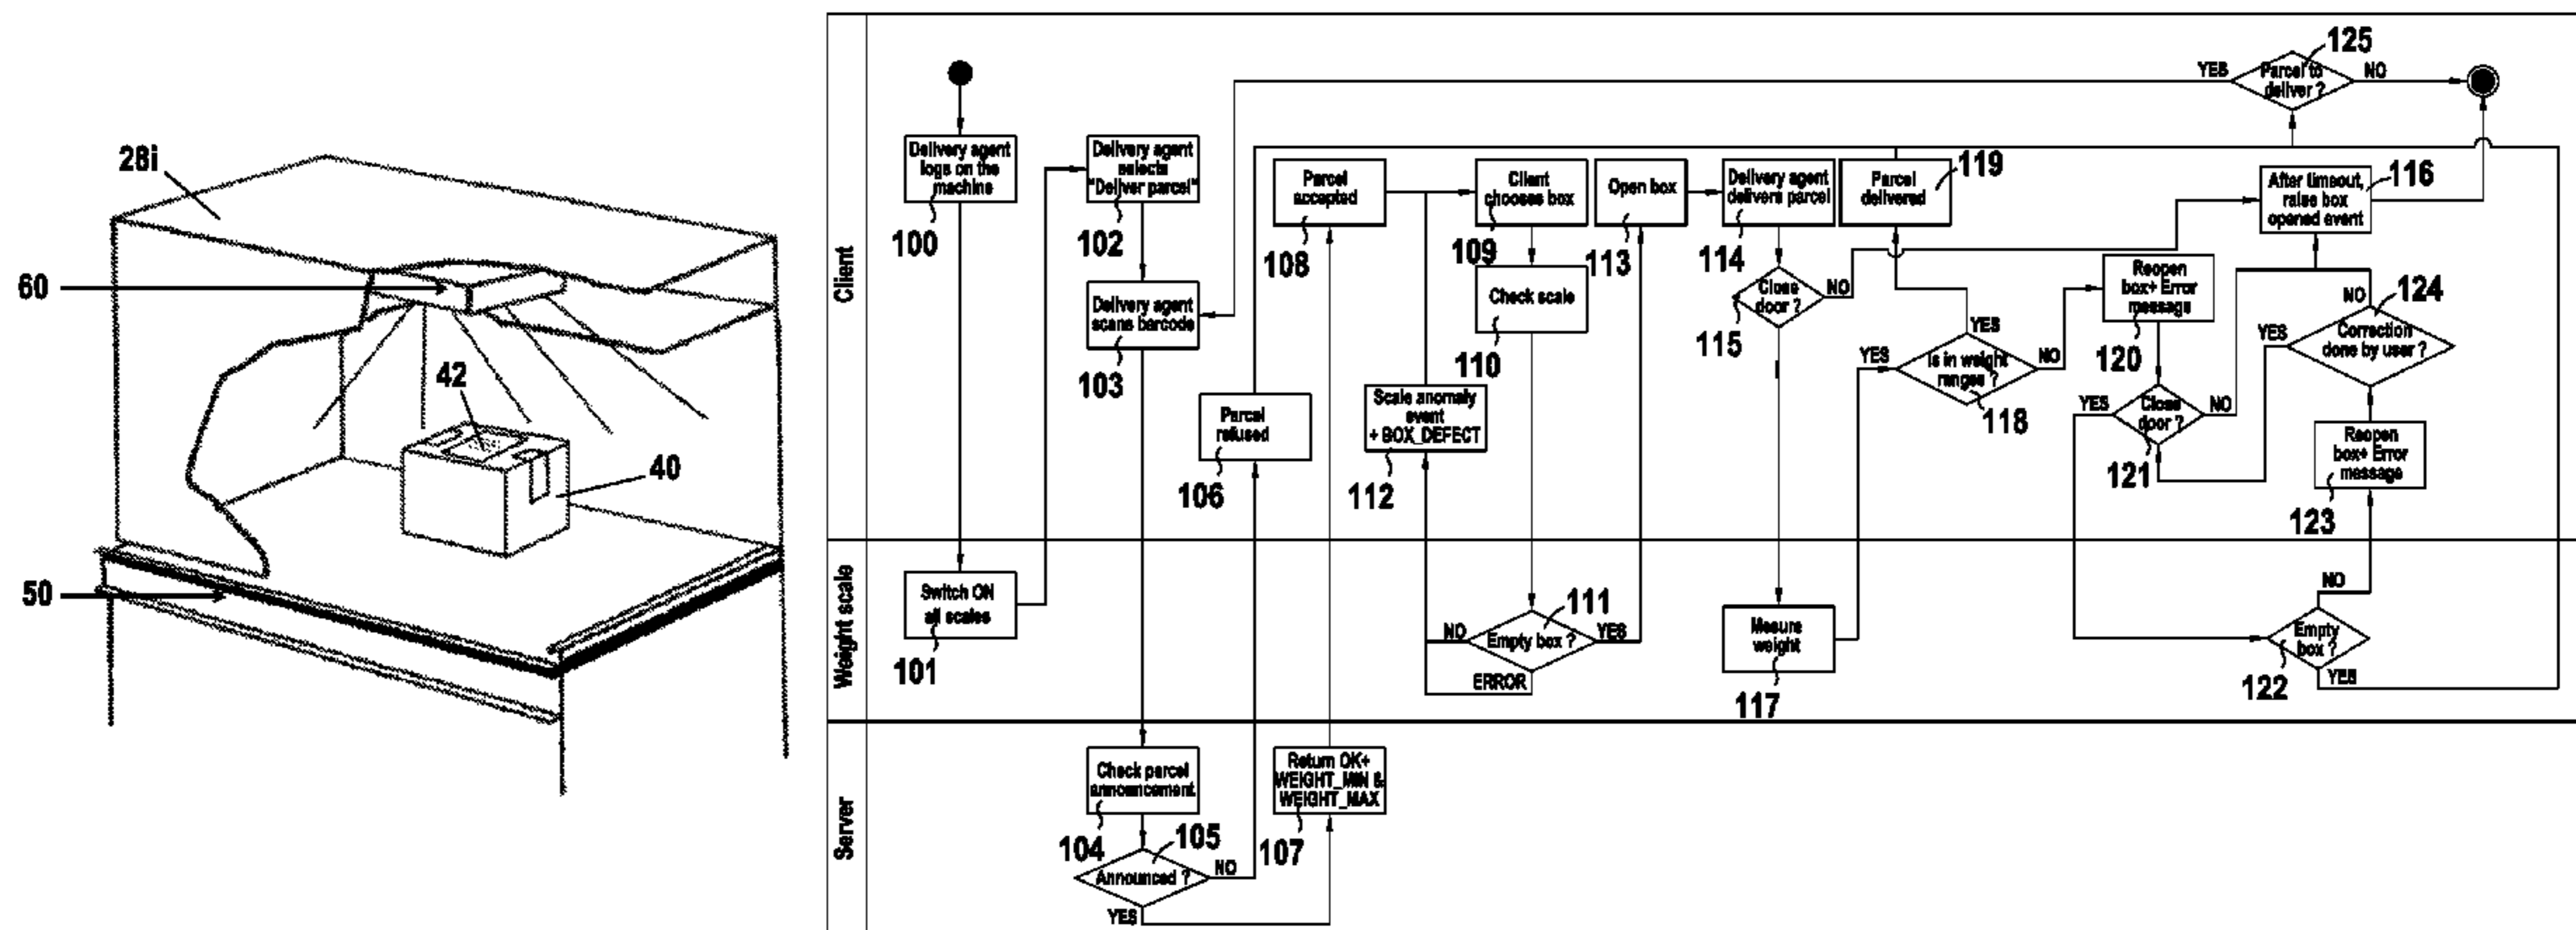 28i
60
42
40
50
Client
Weight scale
Server
Delivery agent
logs on the
machine
100
Switch ON
all scales
101
Delivery agent
selects
"Deliver parcel"
102
Delivery agent
scans barcode
103
Check parcel
announcement
104
105
Announced ?
NO
YES
Parcel
refused
106
Return OK+
WEIGHT_MIN &
WEIGHT_MAX
107
Parcel
accepted
108
Client
chooses box
109
Check scale
110
111
Empty box ?
NO
YES
ERROR
Scale anomaly
event
+ BOX_DEFECT
112
Open box
113
Delivery agent
delivers parcel
114
Close
door ?
NO
115
After timeout,
raise box
opened event
116
Mesure
weight
117
YES
Is in weight
ranges ?
YES
NO
118
Parcel
delivered
119
Reopen
box+ Error
message
120
YES
Close
door ?
NO
121
Empty
box ?
NO
YES
122
Reopen
box+ Error
message
123
NO
124
YES
Correction
done by user ?
125
YES
Parcel to
deliver ?
NO